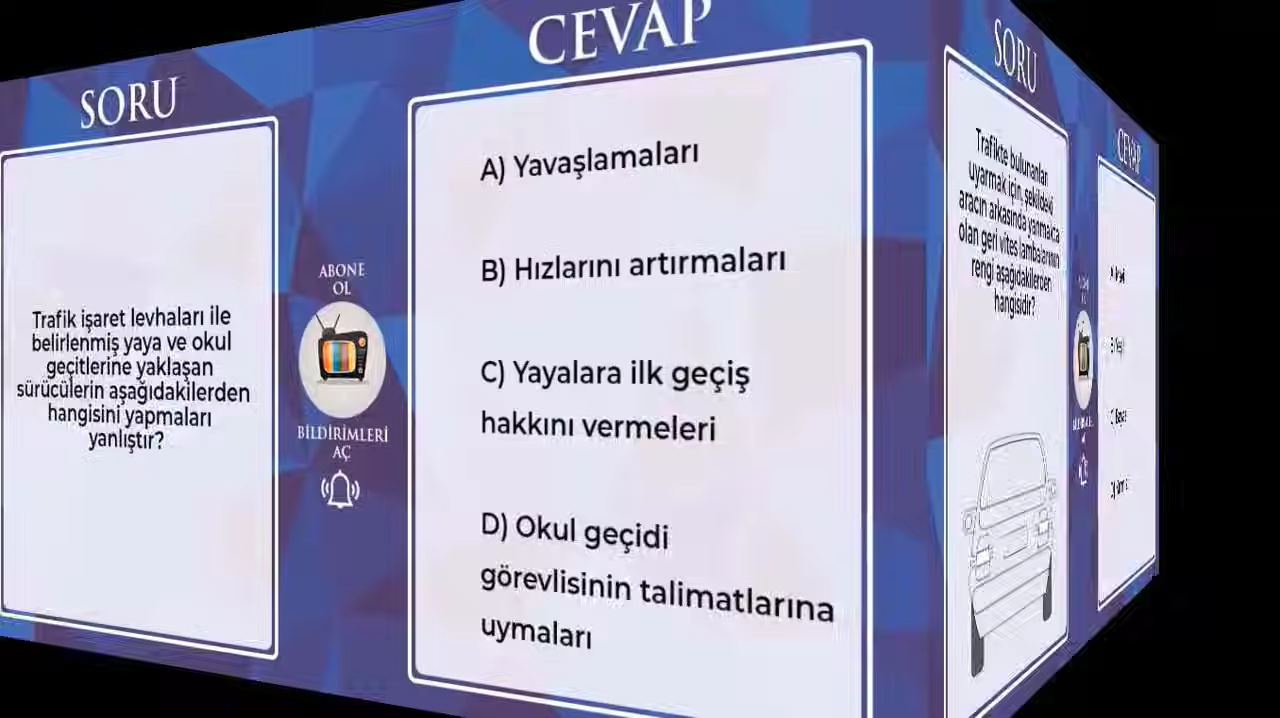 SORU
Trafik işaret levhaları ile
belirlenmiş yaya ve okul
geçitlerine yaklaşan
sürücülerin aşağıdakilerden
hangisini yapmaları
yanlıştır?
ABONE
OL
BİLDİRİMLERİ
AÇ
CEVAP
A) Yavaşlamaları
B) Hızlarını artırmaları
C) Yayalara ilk geçiş
hakkını vermeleri
D) Okul geçidi
görevlisinin talimatlarına
uymaları
SORU
Trafikte bulunanları
uyarmak için, şekildeki
aracın arkasında yanmakta
olan geri vites lambalarının
rengi aşağıdakilerden
hangisidir?
CEVAP